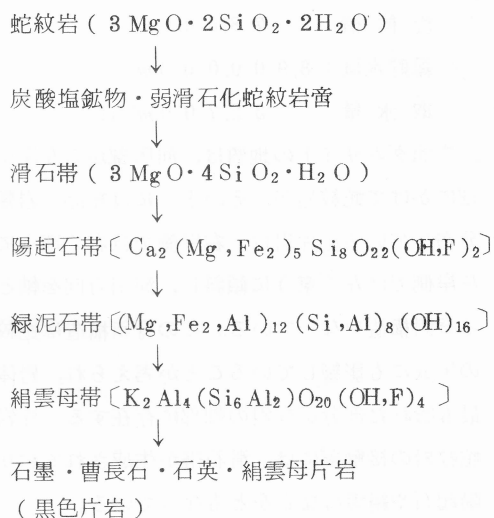 蛇紋岩(3MgO・2SiO₂・2H₂O)
↓
炭酸塩鉱物・弱滑石化蛇紋岩帯
↓
滑石帯(3MgO・4SiO₂・H₂O)
↓
陽起石帯〔Ca₂(Mg,Fe₂)₅Si₈O₂₂(OH,F)₂〕
↓
緑泥石帯〔(Mg,Fe₂,Al)₁₂(Si,Al)₈(OH)₁₆〕
↓
絹雲母帯〔K₂Al₄(Si₆Al₂)O₂₀(OH,F)₄〕
↓
石墨・曹長石・石英・絹雲母片岩
(黒色片岩)